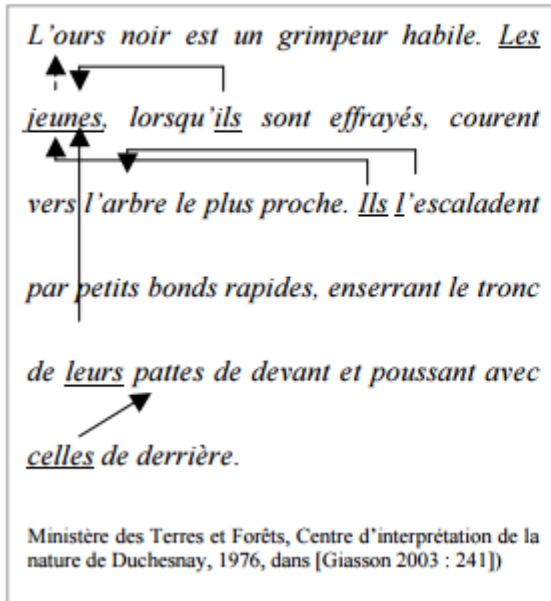 L'ours noir est un grimpeur habile. Les
jeunes, lorsqu'ils sont effrayés, courent
vers l'arbre le plus proche. Ils l'escaladent
par petits bonds rapides, enserrant le tronc
de leurs pattes de devant et poussant avec
celles de derrière.
Ministère des Terres et Forêts, Centre d'interprétation de la
nature de Duchesnay, 1976, dans [Giasson 2003 : 241])